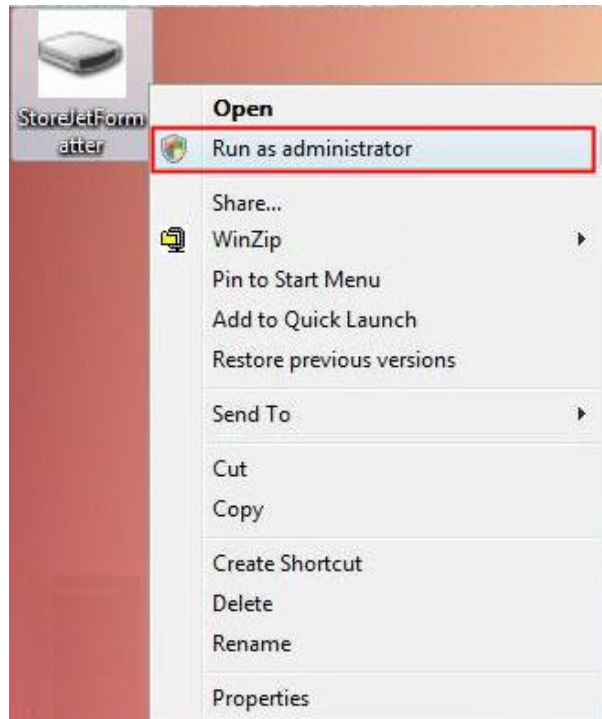 StoreJetForm
atter
Open
Run as administrator
Share...
WinZip
Pin to Start Menu
Add to Quick Launch
Restore previous versions
Send To
Cut
Copy
Create Shortcut
Delete
Rename
Properties